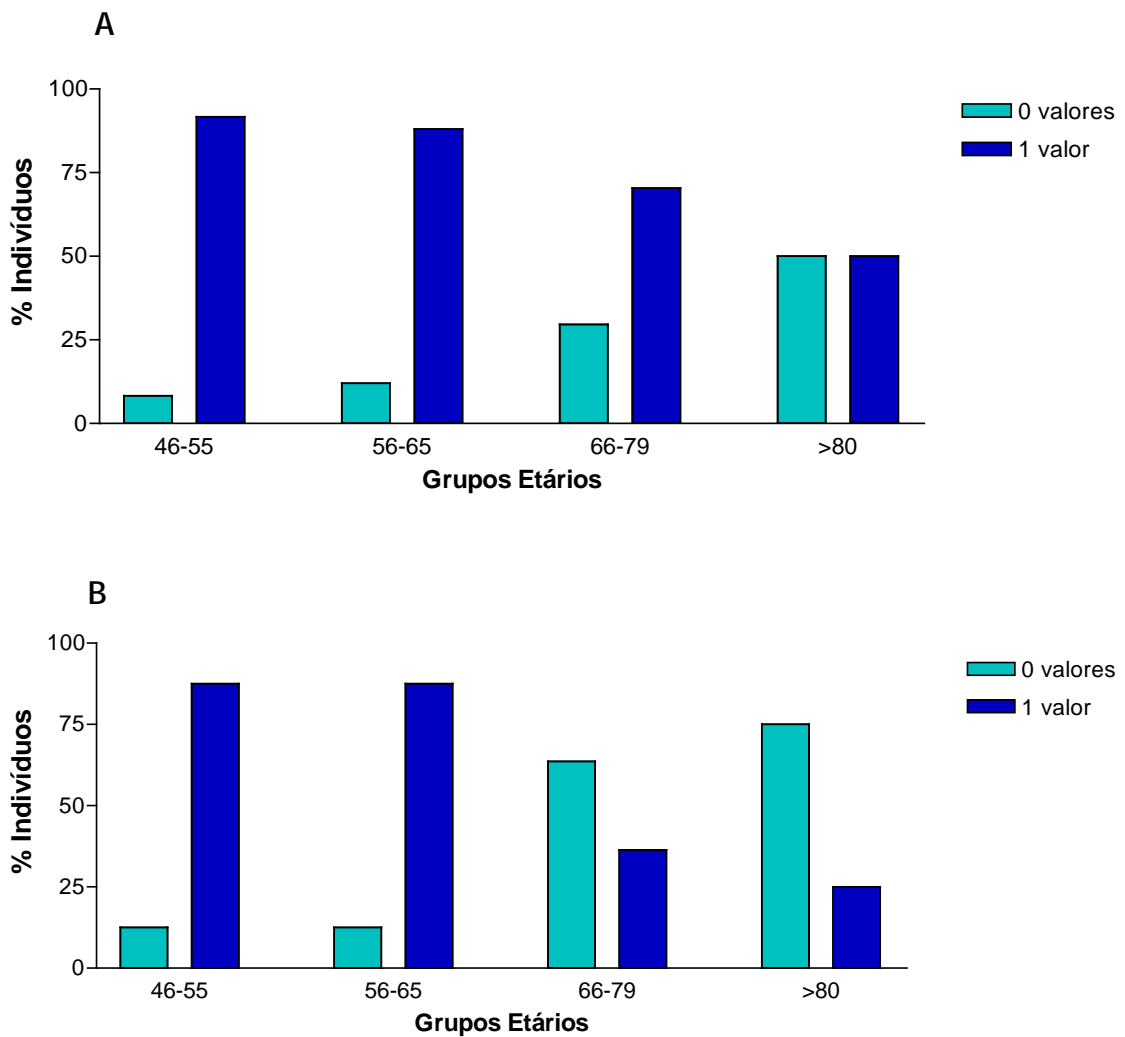 A
100
75
50
25
0
% Indivíduos
0 valores
1 valor
46-55
56-65
66-79
>80
Grupos Etários
B
100
75
50
25
0
% Indivíduos
0 valores
1 valor
46-55
56-65
66-79
>80
Grupos Etários